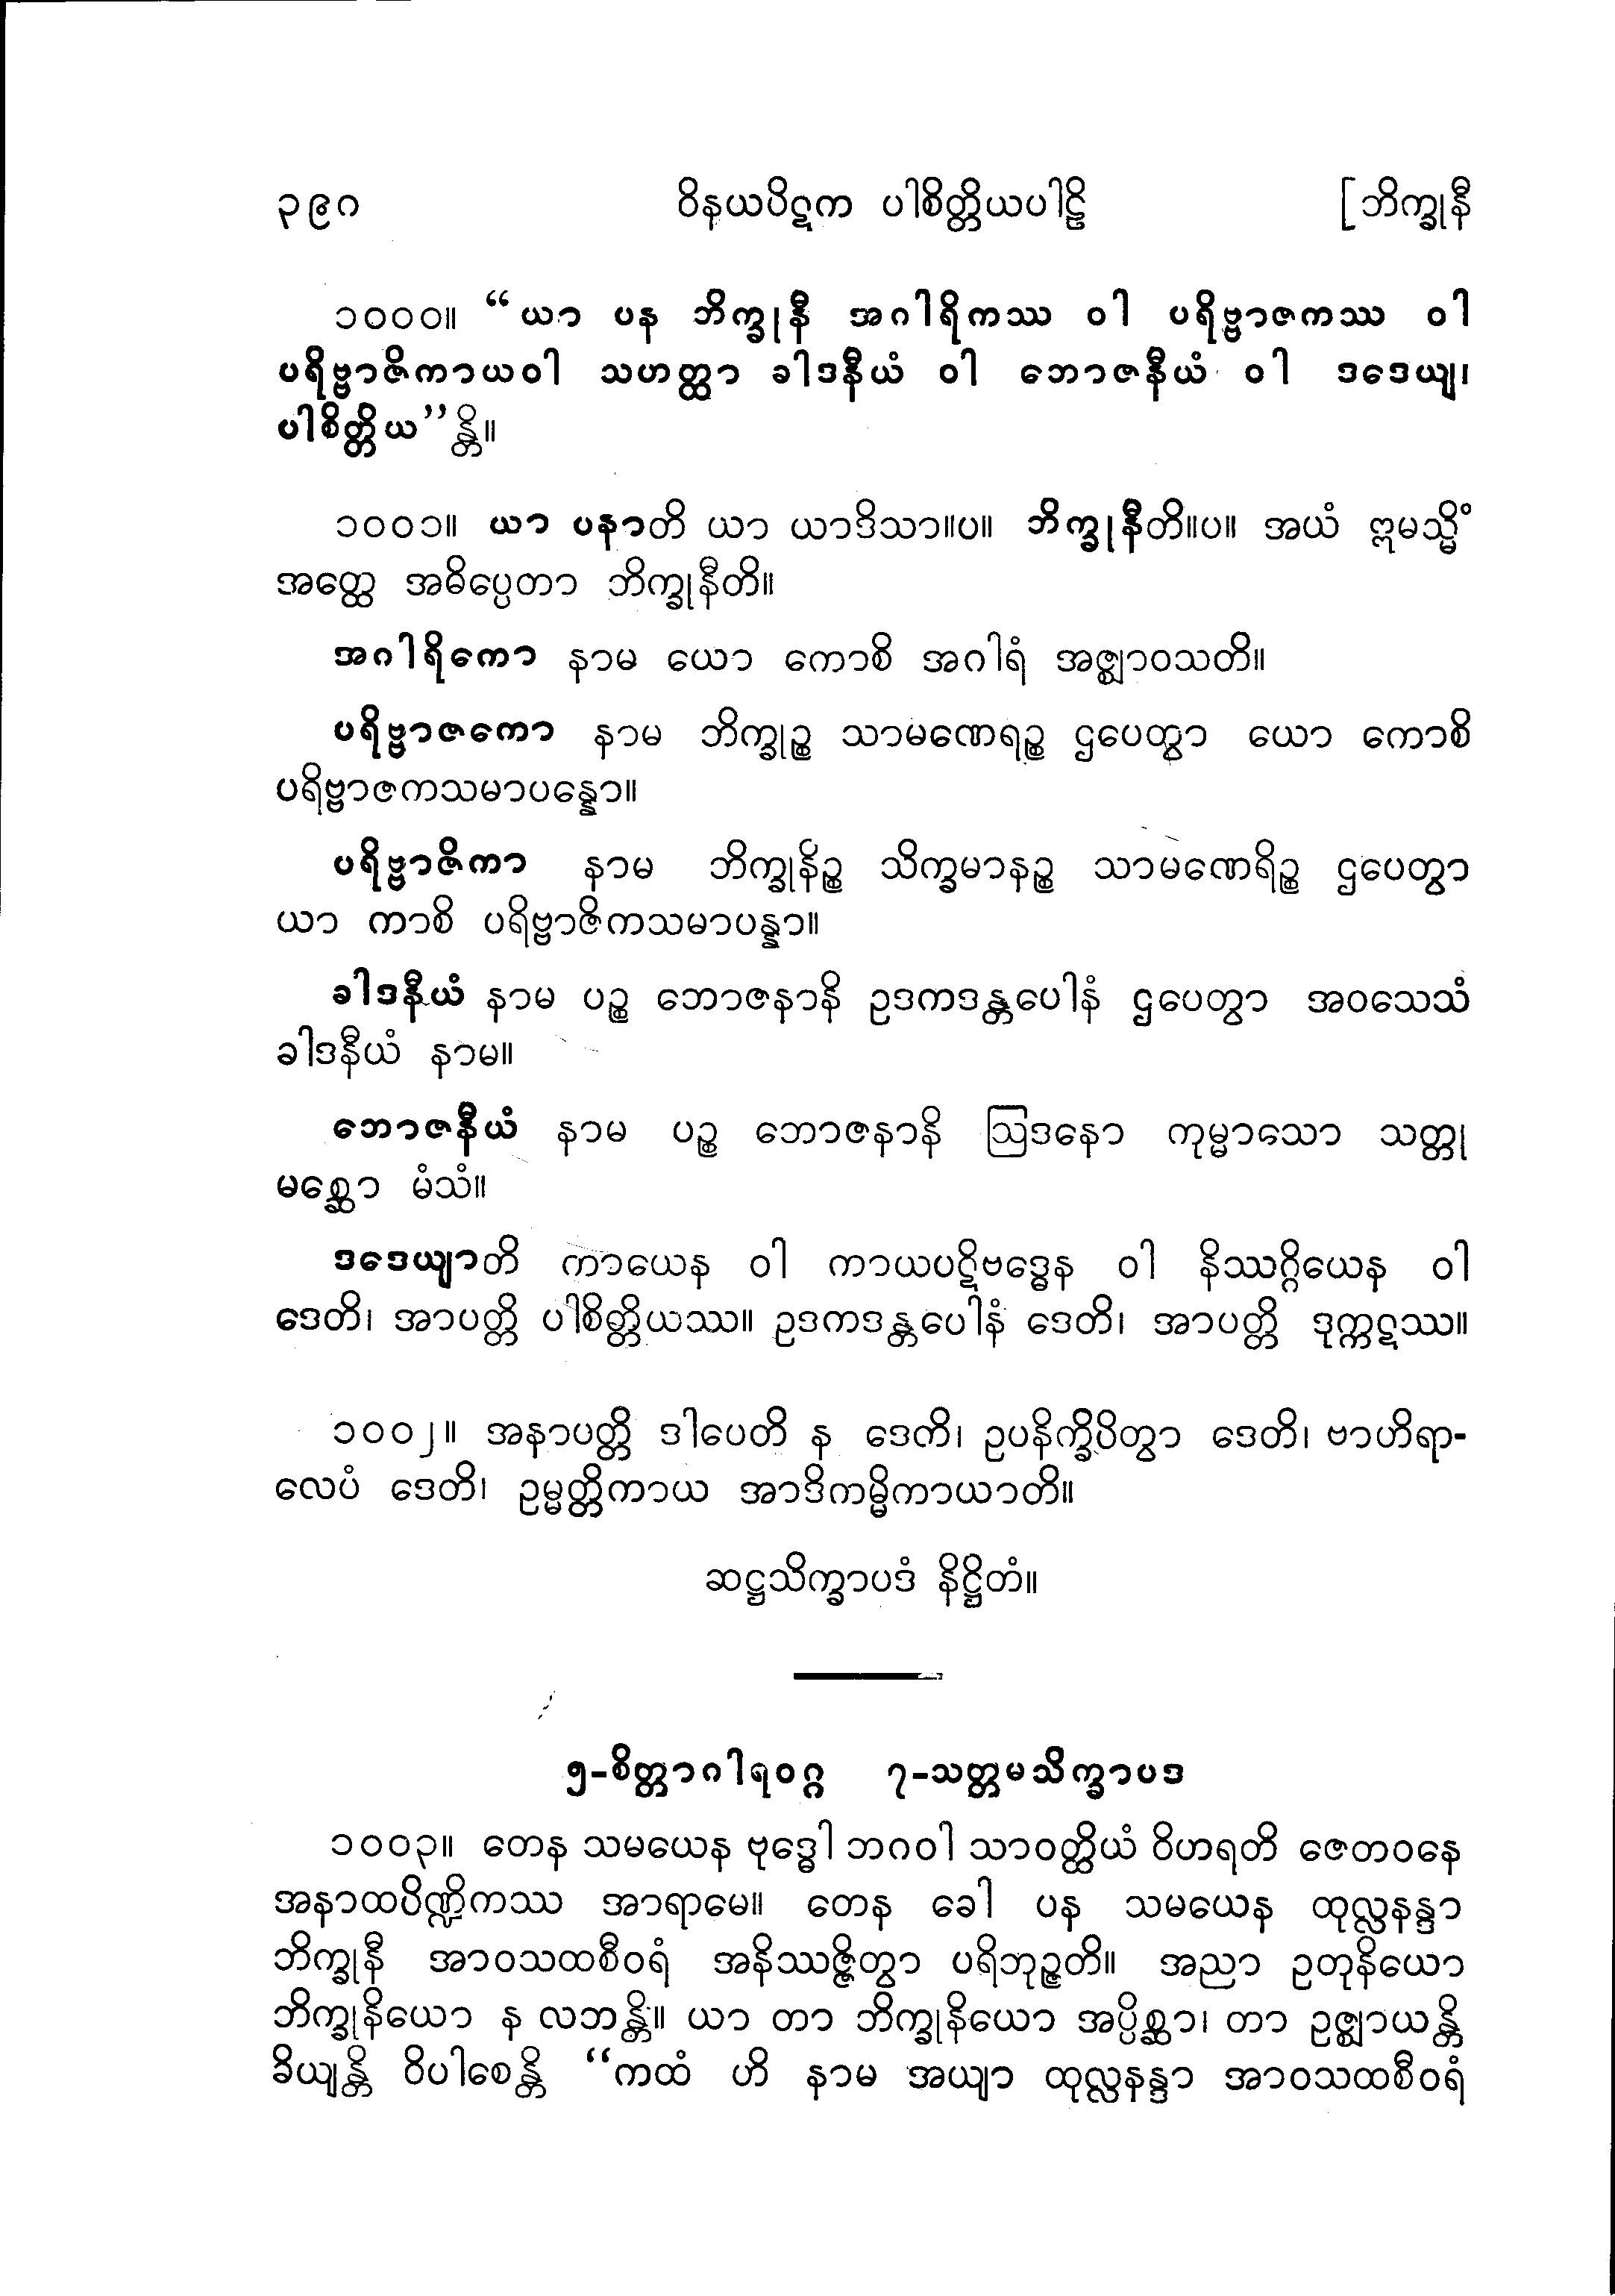 ၃၉ဂ ဝိနယပိဋက ပါစိတ္တိယပါဠိ [ဘိက္ခုနီ
၁၀၀၀။ “ယာ ပန ဘိက္ခုနီ အဂါရိကဿ ဝါ ပရိဗ္ဗာဇကဿ ဝါ
ပရိဗ္ဗာဇိကာယဝါ သဟတ္ထာ ခါဒနီယံ ဝါ ဘောဇနီယံ ဝါ ဒဒေယျ၊
ပါစိတ္တိယ”န္တိ။
၁၀၀၁။ ယာ ပနာတိ ယာ ယာဒိသာ။ပ။ ဘိက္ခုနီတိ။ပ။ အယံ ဣမသ္မိံ
အတ္ထေ အဓိပ္ပေတာ ဘိက္ခုနီတိ။
အဂါရိကော နာမ ယော ကောစိ အဂါရံ အဇ္ဈာဝသတိ။
ပရိဗ္ဗာဇကော နာမ ဘိက္ခုဉ္စ သာမဏေရဉ္စ ဌပေတွာ ယော ကောစိ
ပရိဗ္ဗာဇကသမာပန္နော။
ပရိဗ္ဗာဇိကာ နာမ ဘိက္ခုနိဉ္စ သိက္ခမာနဉ္စ သာမဏေရိဉ္စ ဌပေတွာ
ယာ ကာစိ ပရိဗ္ဗာဇိကသမာပန္နာ။
ခါဒနီယံ နာမ ပဉ္စ ဘောဇနာနိ ဥဒကဒန္တပေါနံ ဌပေတွာ အဝသေသံ
ခါဒနီယံ နာမ။
ဘောဇနီယံ နာမ ပဉ္စ ဘောဇနာနိ ဩဒနော ကုမ္မာသော သတ္တု
မစ္ဆော မံသံ။
ဒဒေယျာတိ ကာယေန ဝါ ကာယပဋိဗဒ္ဓေန ဝါ နိဿဂ္ဂိယေန ဝါ
ဒေတိ၊ အာပတ္တိ ပါစိတ္တိယဿ။ ဥဒကဒန္တပေါနံ ဒေတိ၊ အာပတ္တိ ဒုက္ကဋဿ။
၁၀၀၂။ အနာပတ္တိ ဒါပေတိ န ဒေတိ၊ ဥပနိက္ခိပိတွာ ဒေတိ၊ ဗာဟိရာ-
လေပံ ဒေတိ၊ ဥမ္မတ္တိကာယ အာဒိကမ္မိကာယာတိ။
ဆဋ္ဌသိက္ခာပဒံ နိဋ္ဌိတံ။
၅-စိတ္တာဂါရဝဂ္ဂ ၇-သတ္တမသိက္ခာပဒ
၁၀၀၃။ တေန သမယေန ဗုဒ္ဓေါ ဘဂဝါ သာဝတ္ထိယံ ဝိဟရတိ ဇေတဝနေ
အနာထပိဏ္ဍိကဿ အာရာမေ။ တေန ခေါ ပန သမယေန ထုလ္လနန္ဒာ
ဘိက္ခုနီ အာဝသထစီဝရံ အနိဿဇ္ဇိတွာ ပရိဘုဉ္ဇတိ။ အညာ ဥတုနိယော
ဘိက္ခုနိယော န လဘန္တိ။ ယာ တာ ဘိက္ခုနိယော အပ္ပိစ္ဆာ၊ တာ ဥဇ္ဈာယန္တိ
ခိယျန္တိ ဝိပါစေန္တိ “ကထံ ဟိ နာမ အယျာ ထုလ္လနန္ဒာ အာဝသထစီဝရံ